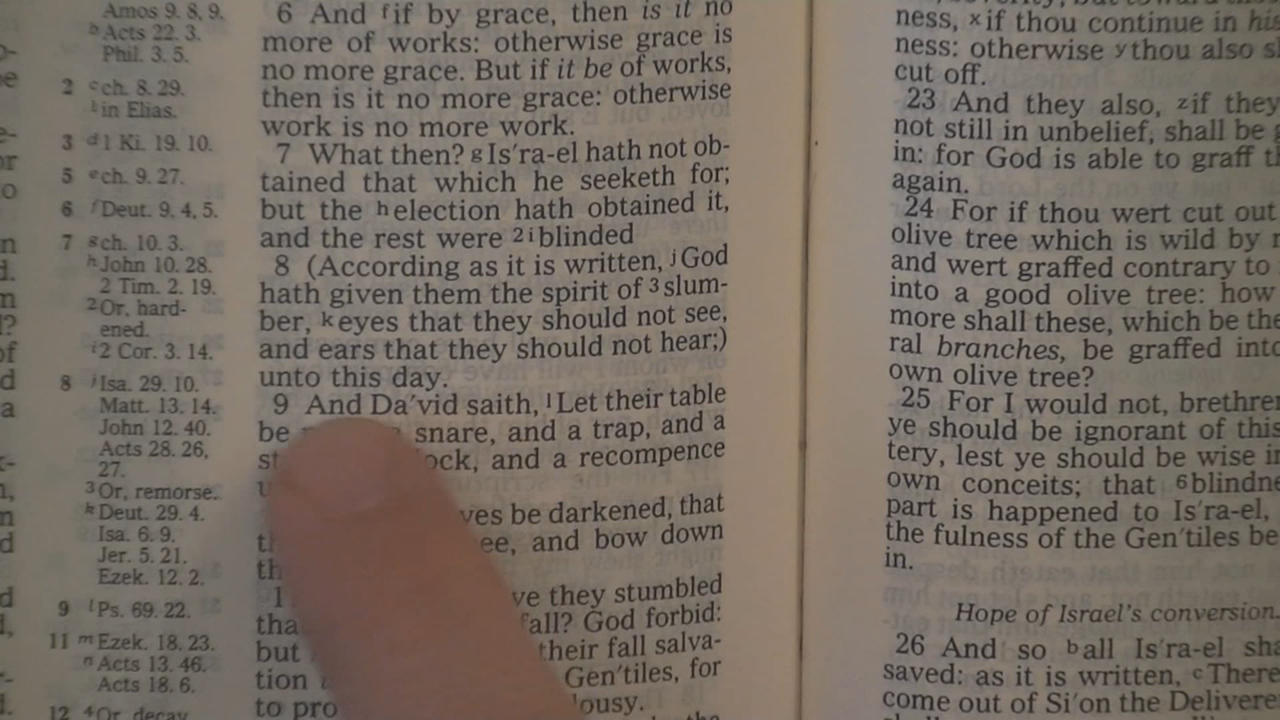 Amos 9. 8, 9.
b Acts 22. 3.
Phil. 3. 5.
2 c ch. 8. 29.
1 in Elias.
3 d 1 Ki. 19. 10.
5 e ch. 9. 27.
6 f Deut. 9. 4, 5.
7 g ch. 10. 3.
h John 10. 28.
2 Tim. 2. 19.
2 Or, hard-
ened.
i 2 Cor. 3. 14.
8 j Isa. 29. 10.
Matt. 13. 14.
John 12. 40.
Acts 28. 26,
27.
3 Or, remorse.
k Deut. 29. 4.
Isa. 6. 9.
Jer. 5. 21.
Ezek. 12. 2.
9 l Ps. 69. 22.
11 m Ezek. 18. 23.
n Acts 13. 46.
Acts 18. 6.
12 4 Or, decay
6 And f if by grace, then is it no
more of works: otherwise grace is
no more grace. But if it be of works,
then is it no more grace: otherwise
work is no more work.
7 What then? g Is'ra-el hath not ob-
tained that which he seeketh for;
but the h election hath obtained it,
and the rest were 2 i blinded
8 (According as it is written, j God
hath given them the spirit of 3 slum-
ber, k eyes that they should not see,
and ears that they should not hear;)
unto this day.
9 And Da'vid saith, l Let their table
be snare, and a trap, and a
ock, and a recompence
be darkened, that
ee, and bow down
they stumbled
fall? God forbid:
but their fall salva-
tion Gen'tiles, for
to pro ousy.
the
ness, x if thou continue in his
ness: otherwise y thou also
cut off.
23 And they also, z if they
not still in unbelief, shall be
in: for God is able to graff
again.
24 For if thou wert cut out
olive tree which is wild by
and wert graffed contrary to
into a good olive tree: how
more shall these, which be the
ral branches, be graffed into
own olive tree?
25 For I would not, brethren
ye should be ignorant of this
tery, lest ye should be wise in
own conceits; that 6 blindne
part is happened to Is'ra-el,
the fulness of the Gen'tiles be
in.
Hope of Israel's conversion.
26 And so b all Is'ra-el sha
saved: as it is written, c There
come out of Si'on the Delivere